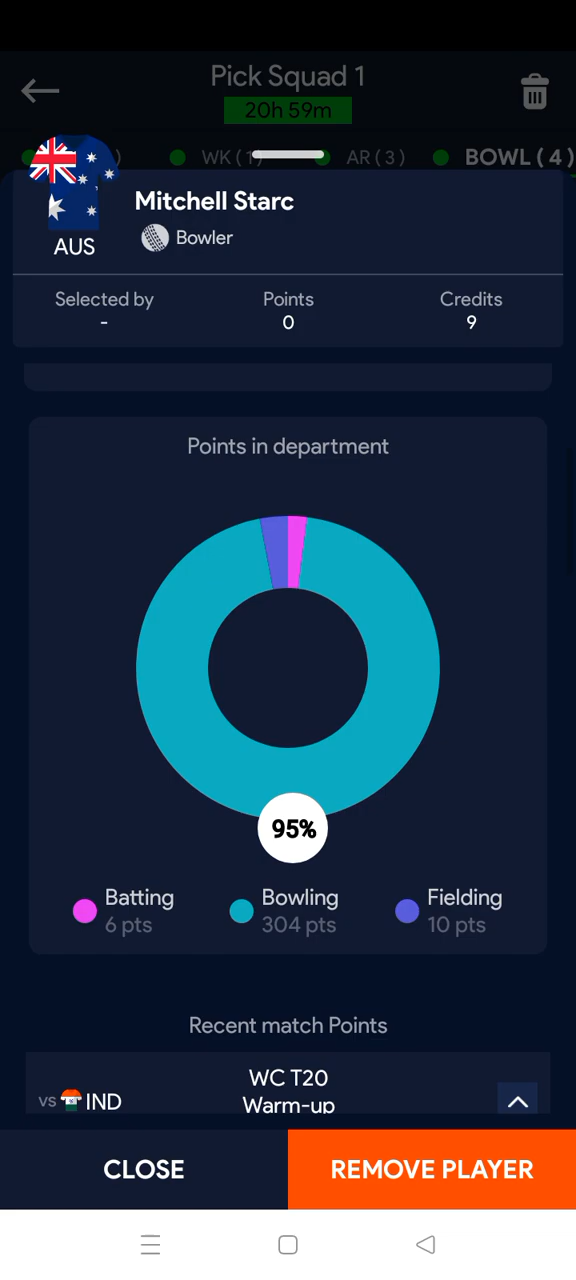 Pick Squad 1
20h 59m
WK ( 1)
AR ( 3 )
BOWL ( 4 )
Mitchell Starc
AUS
Bowler
Selected by
Points
Credits
-
0
9
Points in department
95%
Batting
Bowling
Fielding
6 pts
304 pts
10 pts
Recent match Points
WC T20
vs IND
Warm-up
CLOSE
REMOVE PLAYER